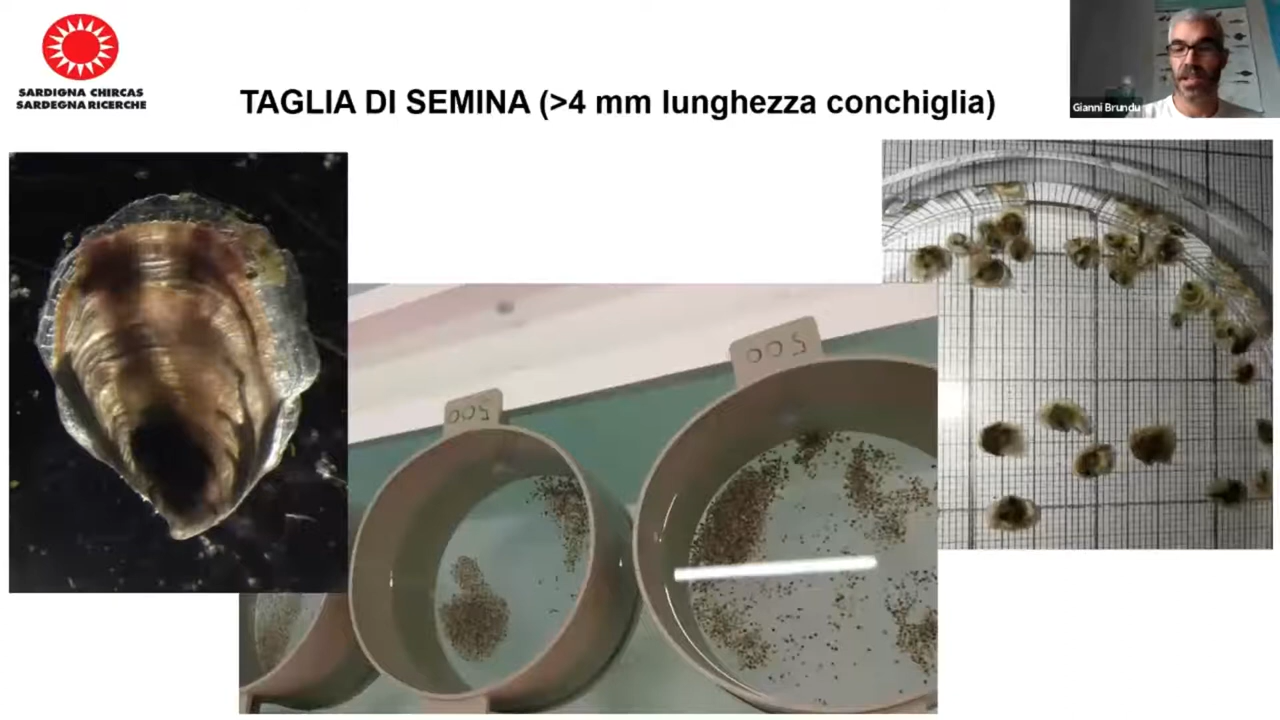 SARDIGNA CHIRCAS
SARDEGNA RICERCHE
TAGLIA DI SEMINA (>4 mm lunghezza conchiglia)
Gianni Brundu
500
500